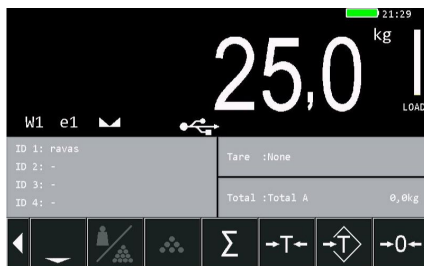 21:29
25,0 kg
LOAD
W1 e1
ID 1: ravas
ID 2: -
ID 3: -
ID 4: -
Tare :None
Total :Total A 0,0kg
Σ →T← →T→ →0←